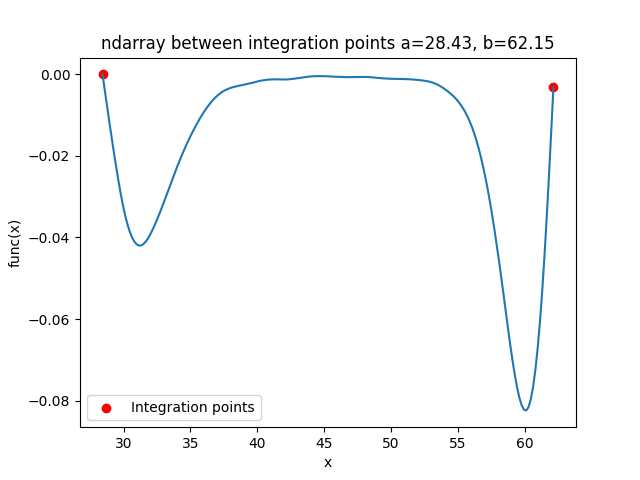 ndarray between integration points a=28.43, b=62.15
0.00
−0.02
−0.04
−0.06
−0.08
func(x)
Integration points
30 35 40 45 50 55 60
x